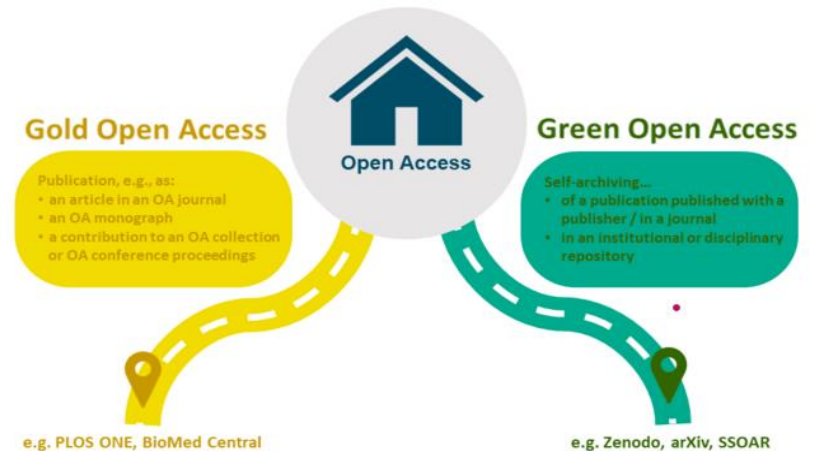 Open Access
Gold Open Access
Publication, e.g., as:
• an article in an OA journal
• an OA monograph
• a contribution to an OA collection
or OA conference proceedings
e.g. PLOS ONE, BioMed Central
Green Open Access
Self-archiving...
• of a publication published with a
publisher / in a journal
• in an institutional or disciplinary
repository
e.g. Zenodo, arXiv, SSOAR